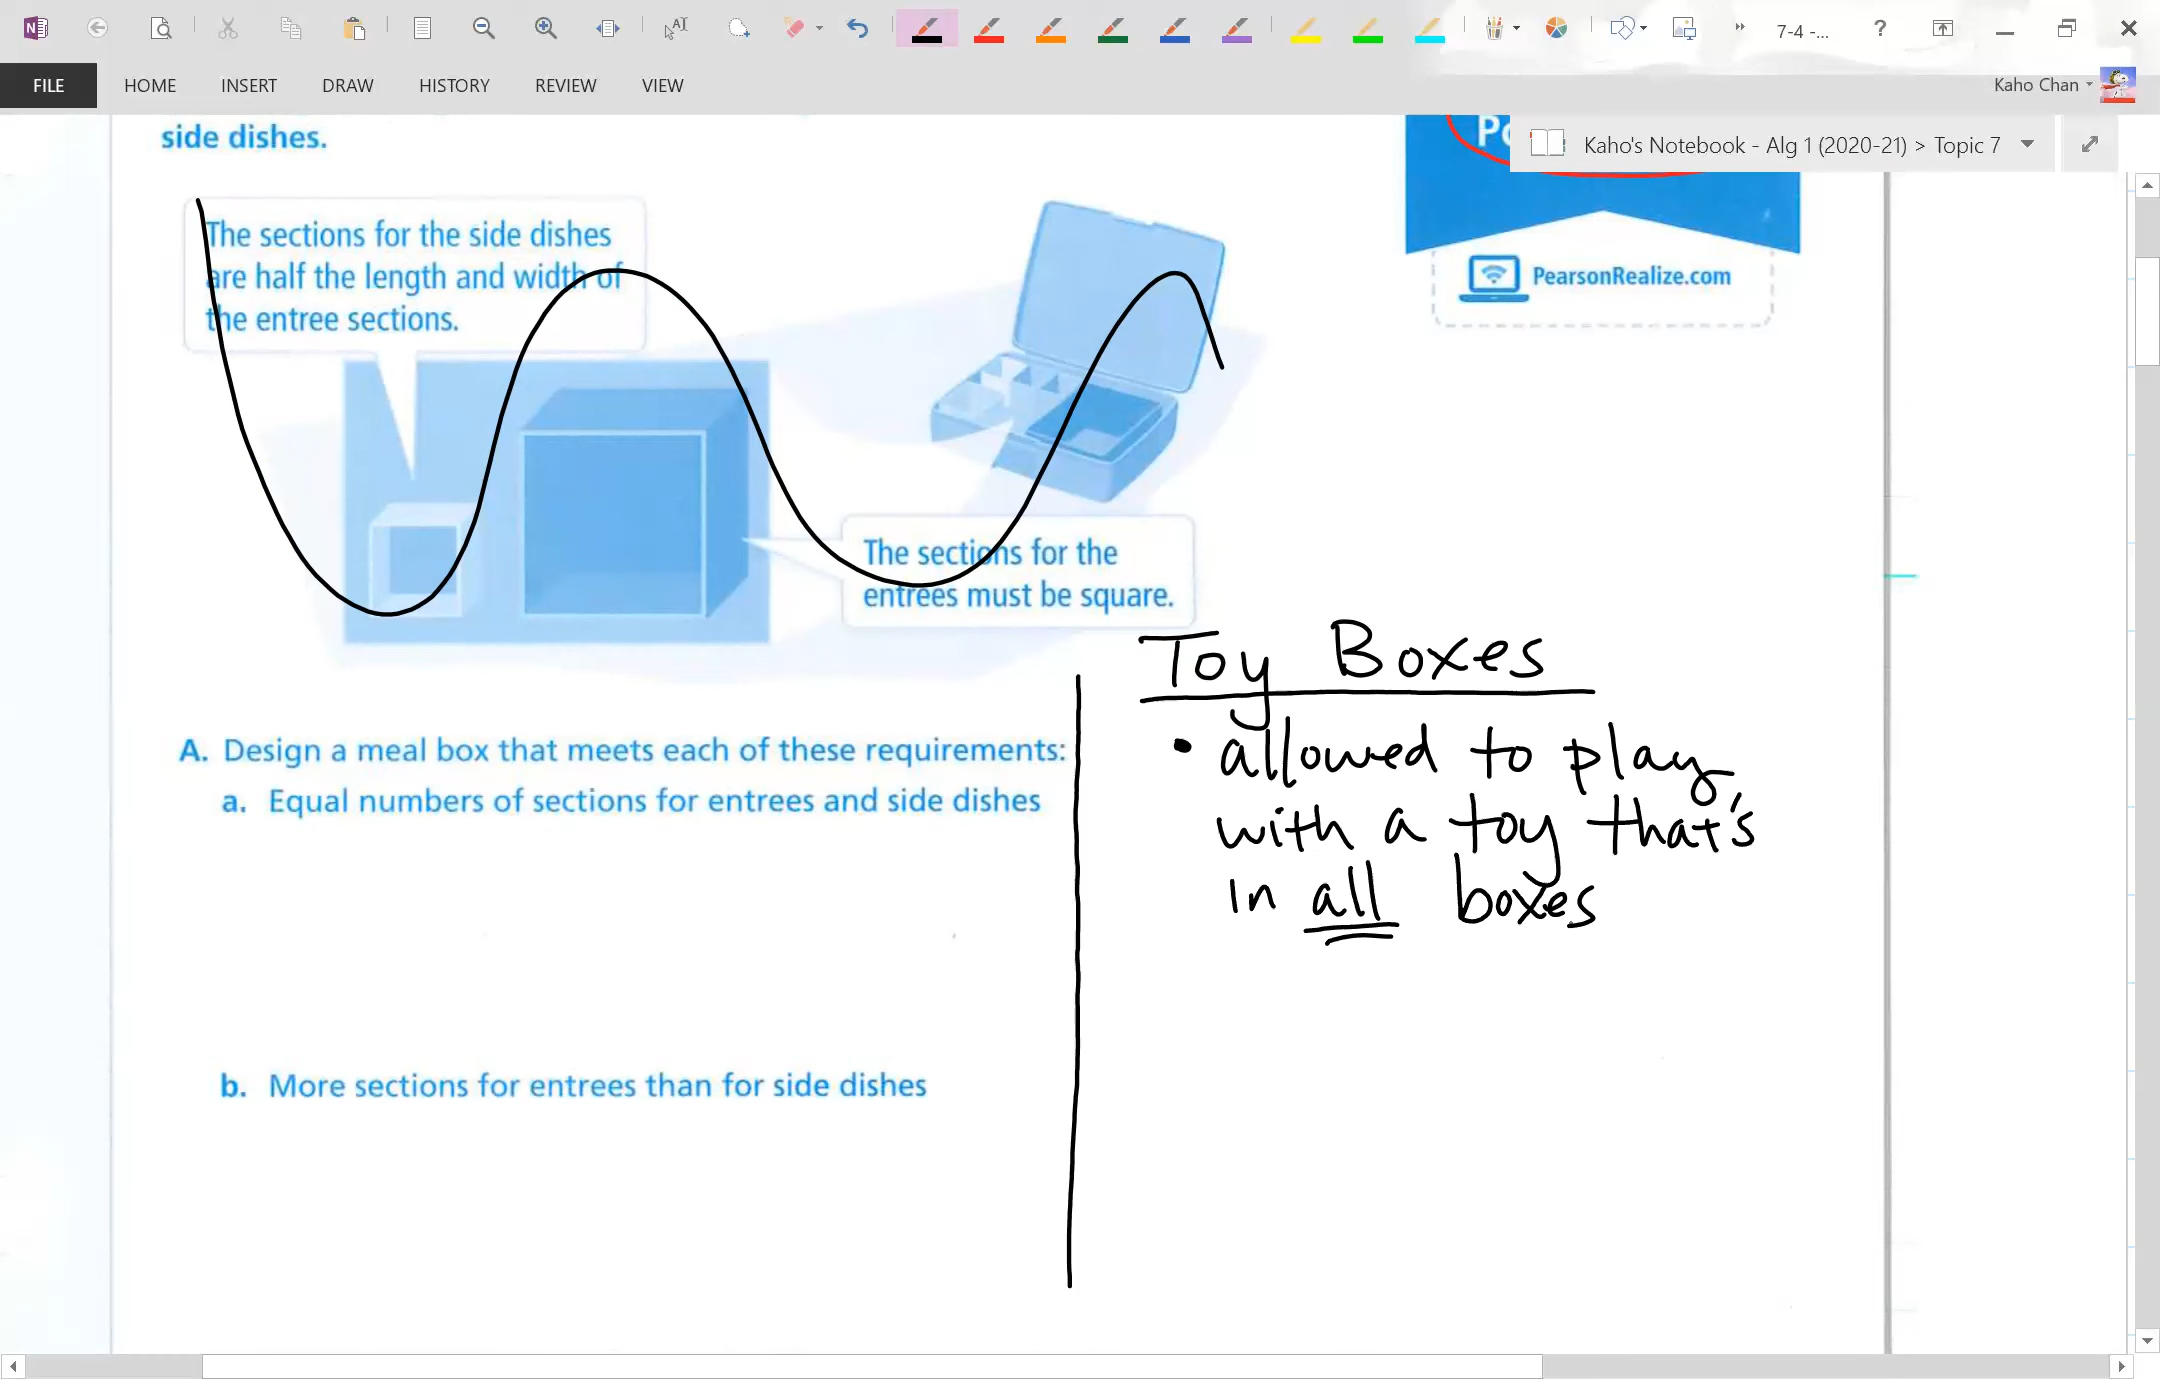 7-4 -...
?
FILE
HOME
INSERT
DRAW
HISTORY
REVIEW
VIEW
Kaho Chan
Kaho's Notebook - Alg 1 (2020-21) > Topic 7
side dishes.
The sections for the side dishes
are half the length and width of
the entree sections.
PearsonRealize.com
The sections for the
entrees must be square.
A. Design a meal box that meets each of these requirements:
a. Equal numbers of sections for entrees and side dishes
b. More sections for entrees than for side dishes
Toy Boxes
• allowed to play
with a toy that's
in all boxes